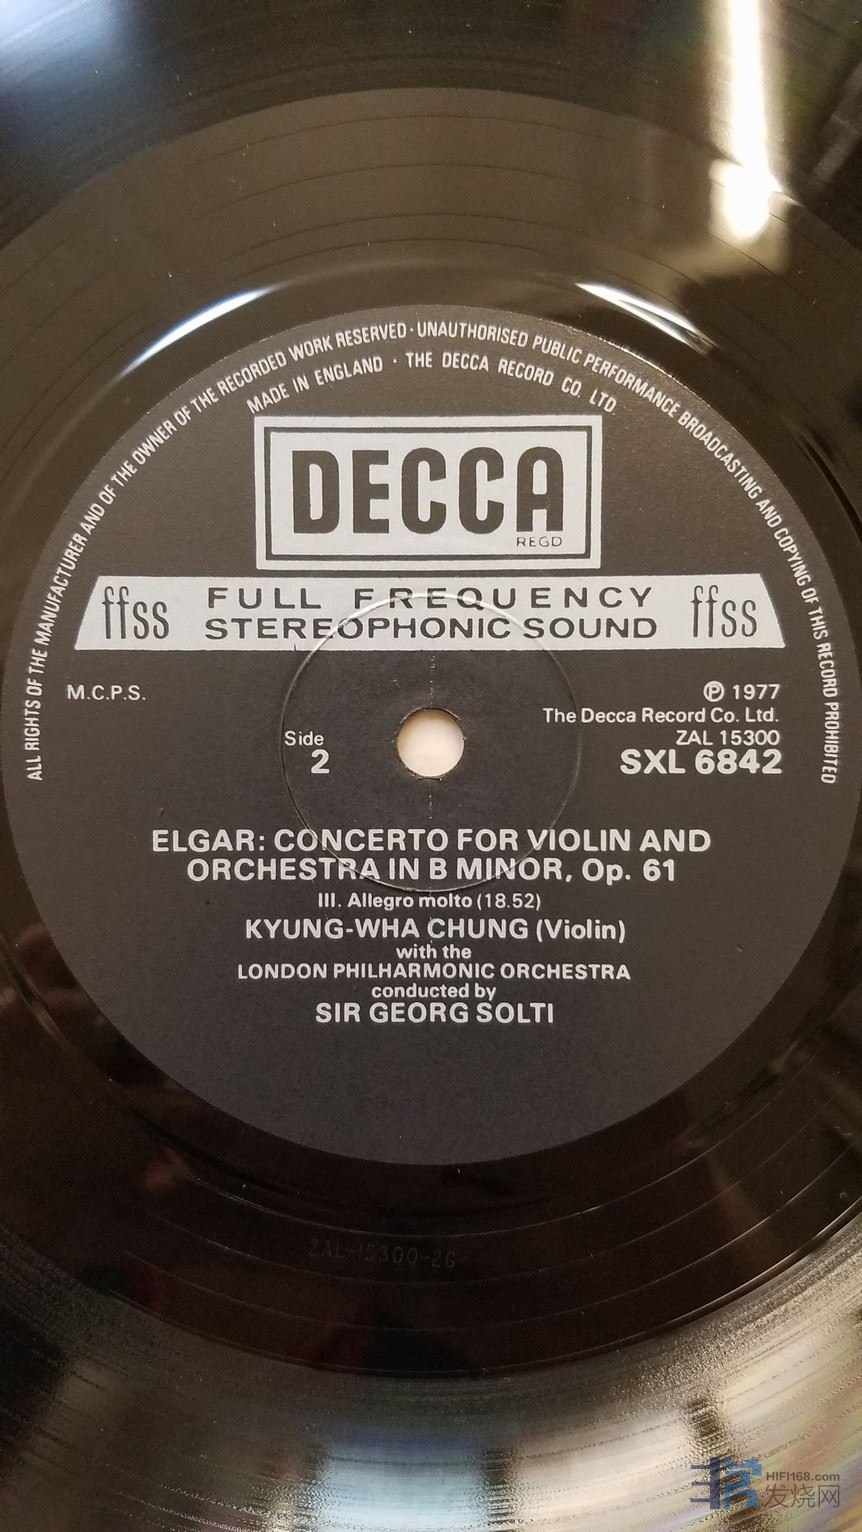 ALL RIGHTS OF THE MANUFACTURER AND OF THE OWNER OF THE RECORDED WORK RESERVED · UNAUTHORISED PUBLIC PERFORMANCE BROADCASTING AND COPYING OF THIS RECORD PROHIBITED
MADE IN ENGLAND · THE DECCA RECORD CO. LTD
DECCA
REGD
ffss FULL FREQUENCY ffss
STEREOPHONIC SOUND
M.C.P.S.
℗ 1977
The Decca Record Co. Ltd.
ZAL 15300
Side
2
SXL 6842
ELGAR: CONCERTO FOR VIOLIN AND
ORCHESTRA IN B MINOR, Op. 61
III. Allegro molto (18.52)
KYUNG-WHA CHUNG (Violin)
with the
LONDON PHILHARMONIC ORCHESTRA
conducted by
SIR GEORG SOLTI
ZAL-15300-2G
HIFI168.com
发烧网